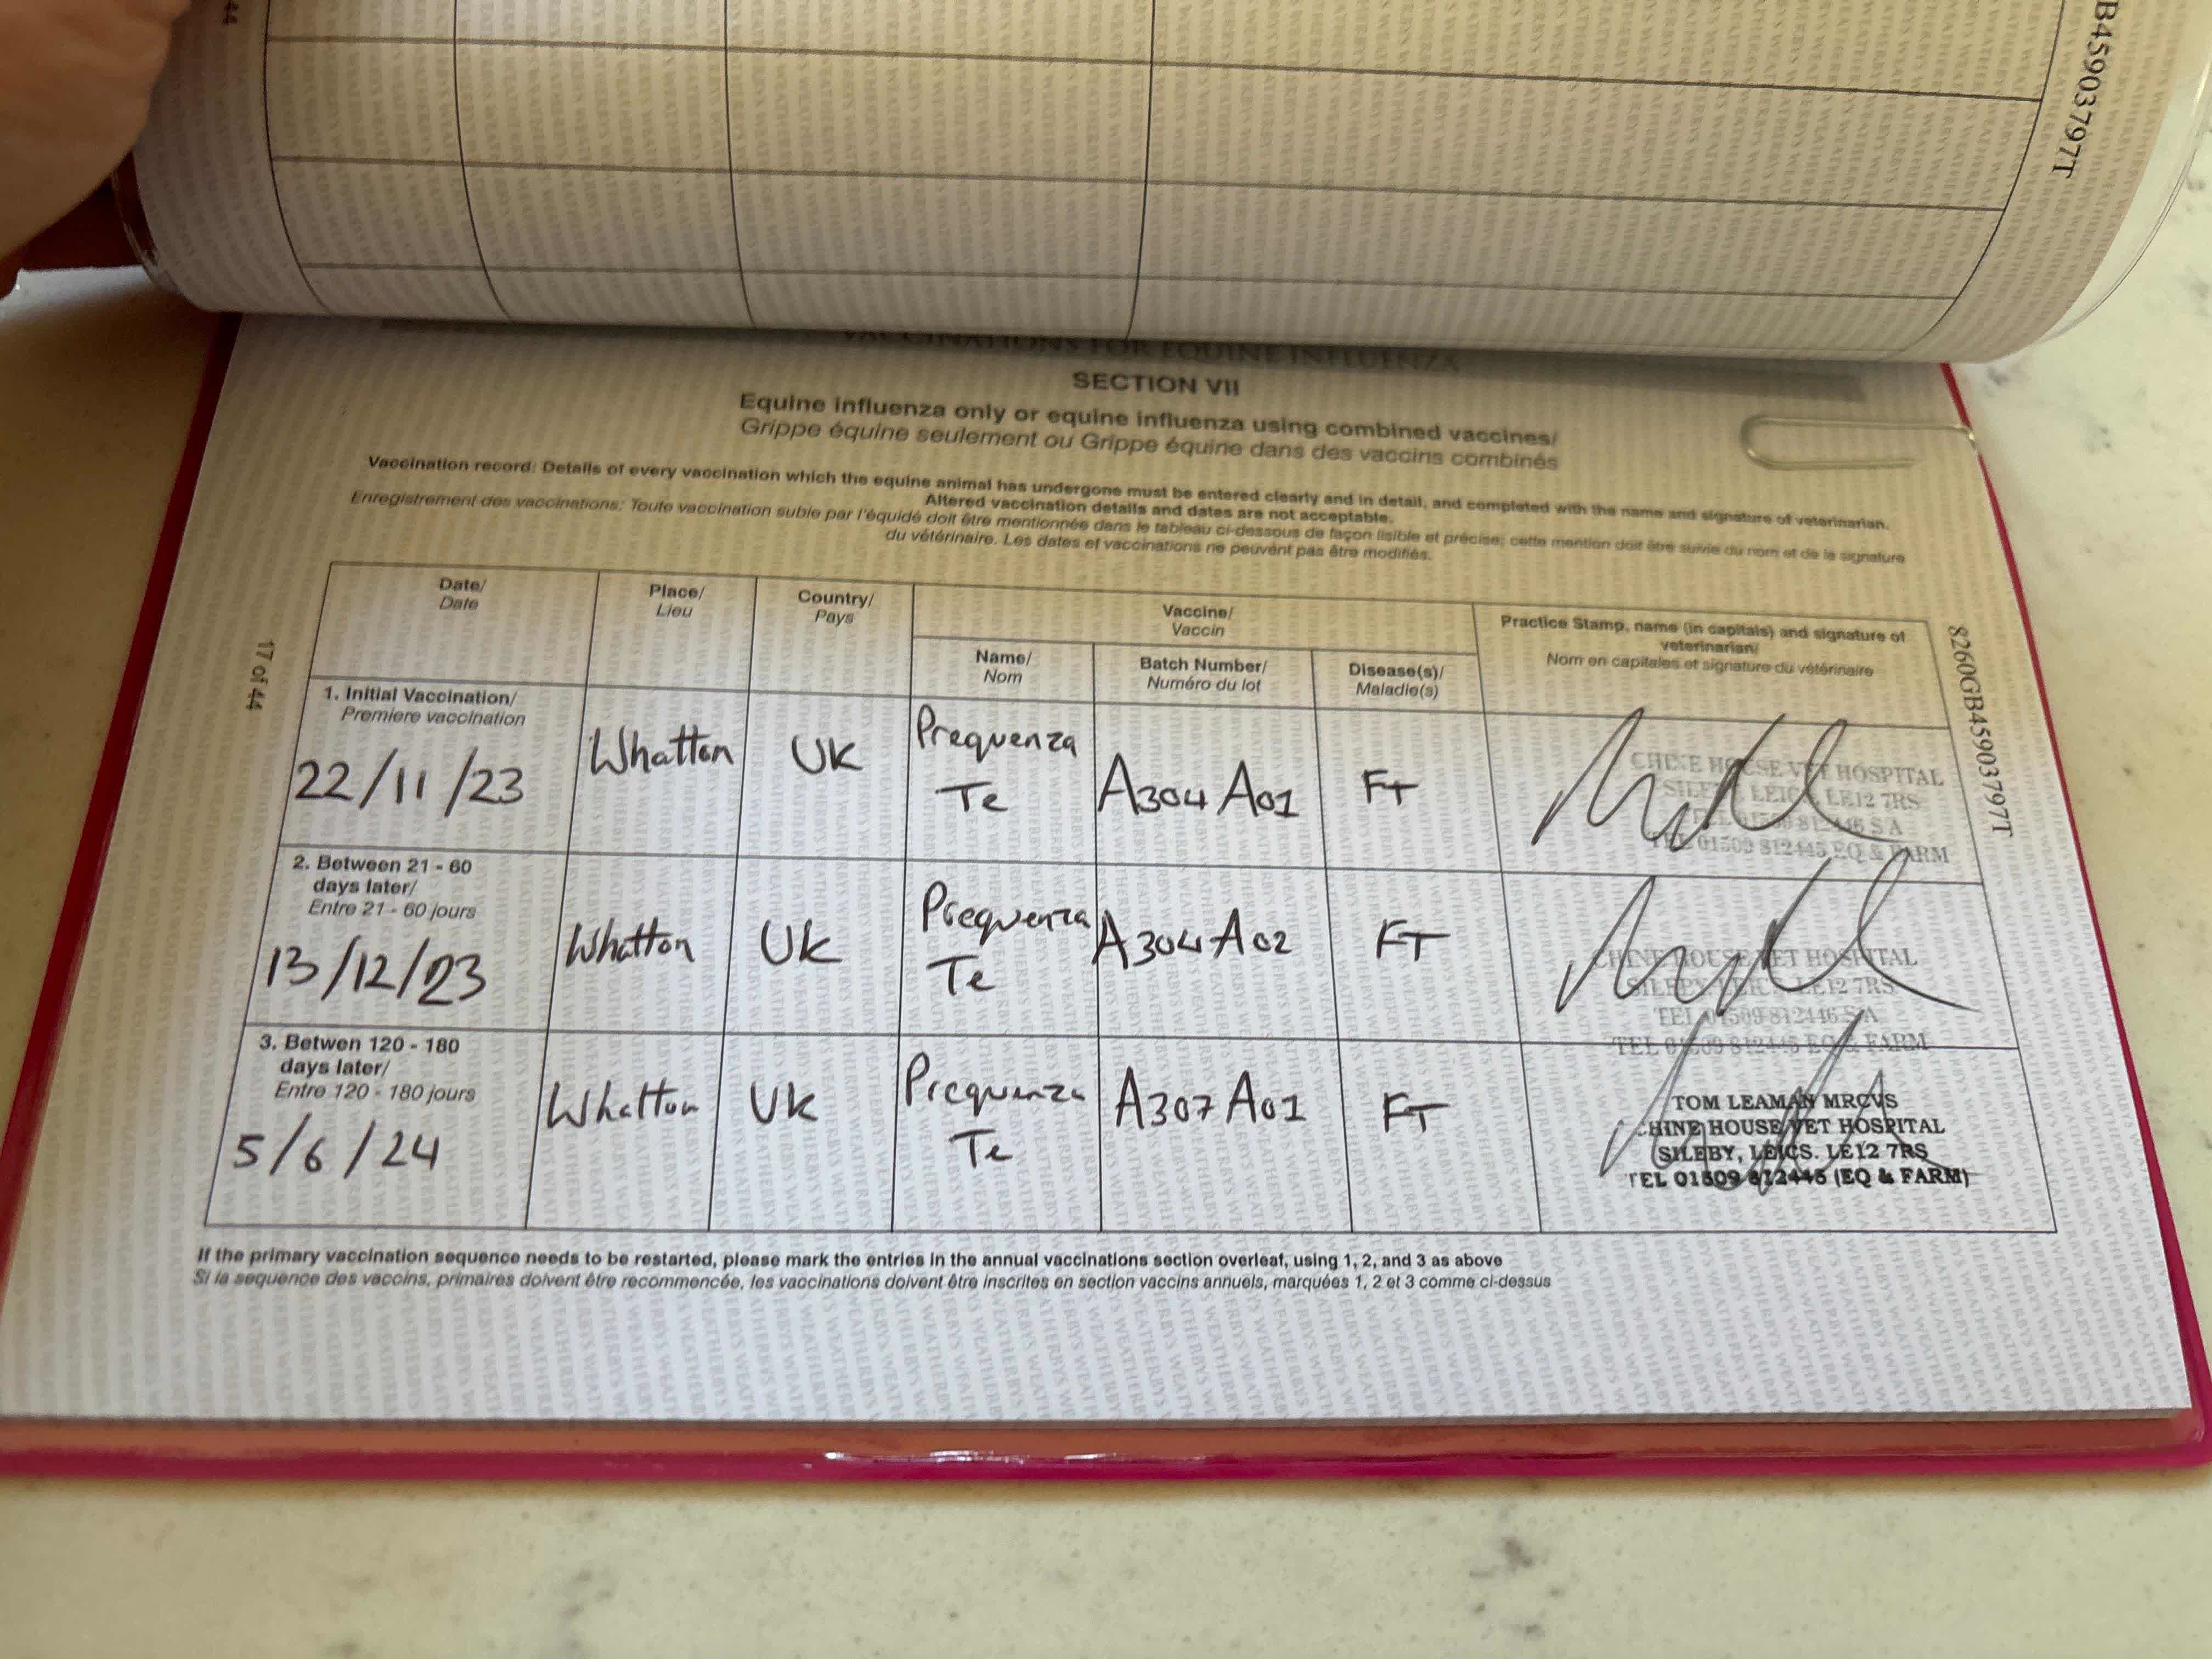 44
B45903797T
VACCINATIONS FOR EQUINE INFLUENZA
SECTION VII
Equine influenza only or equine influenza using combined vaccines/
Grippe équine seulement ou Grippe équine dans des vaccins combinés
Vaccination record: Details of every vaccination which the equine animal has undergone must be entered clearly and in detail, and completed with the name and signature of veterinarian.
Altered vaccination details and dates are not acceptable.
Enregistrement des vaccinations: Toute vaccination subie par l'équidé doit être mentionnée dans le tableau ci-dessous de façon lisible et précise; cette mention doit être suivie du nom et de la signature
du vétérinaire. Les dates et vaccinations ne peuvent pas être modifiés.
17 of 44
8260GB45903797T
Date/
Date
Place/
Lieu
Country/
Pays
Vaccine/
Vaccin
Name/
Nom
Batch Number/
Numéro du lot
Disease(s)/
Maladie(s)
Practice Stamp, name (in capitals) and signature of
veterinarian/
Nom en capitales et signature du vétérinaire
1. Initial Vaccination/
Premiere vaccination
22/11/23
Whatton
UK
Prequenza
Te
A304A01
FT
CHINE HOUSE VET HOSPITAL
SILEBY, LEICS. LE12 7RS
TEL 01509 812446 S A
TEL 01509 812445 EQ & FARM
2. Between 21 - 60
days later/
Entre 21 - 60 jours
13/12/23
Whatton
UK
Prequenza
Te
A304A02
FT
CHINE HOUSE VET HOSPITAL
SILEBY, LEICS. LE12 7RS
TEL 01509 812446 S A
TEL 01509 812445 EQ & FARM
3. Betwen 120 - 180
days later/
Entre 120 - 180 jours
5/6/24
Whatton
UK
Prequenza
Te
A307A01
FT
TOM LEAMAN MRCVS
CHINE HOUSE VET HOSPITAL
SILEBY, LEICS. LE12 7RS
TEL 01509 812445 (EQ & FARM)
If the primary vaccination sequence needs to be restarted, please mark the entries in the annual vaccinations section overleaf, using 1, 2, and 3 as above
Si la sequence des vaccins, primaires doivent être recommencée, les vaccinations doivent être inscrites en section vaccins annuels, marquées 1, 2 et 3 comme ci-dessus